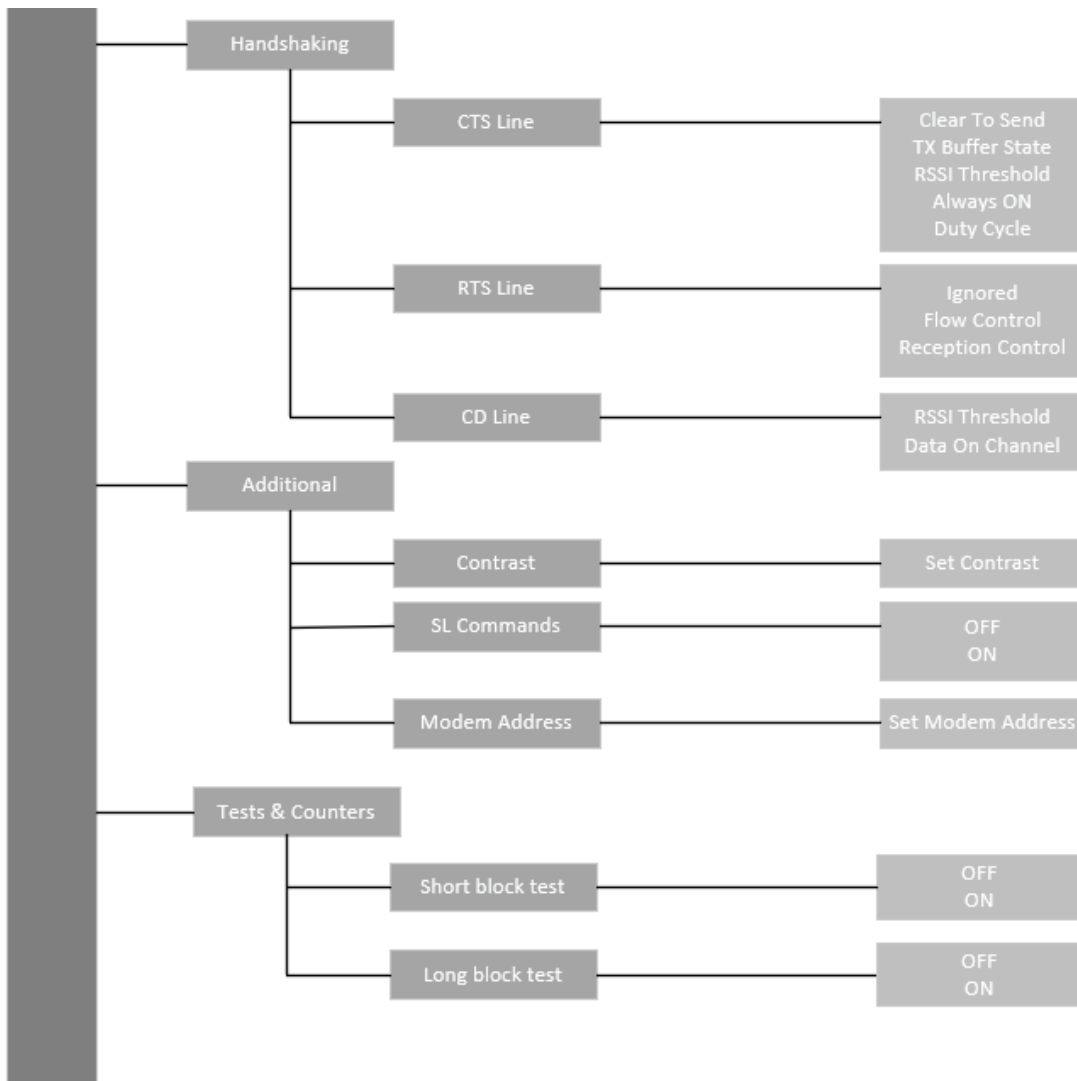 Handshaking
CTS Line
Clear To Send
TX Buffer State
RSSI Threshold
Always ON
Duty Cycle
RTS Line
Ignored
Flow Control
Reception Control
CD Line
RSSI Threshold
Data On Channel
Additional
Contrast
Set Contrast
SL Commands
OFF
ON
Modem Address
Set Modem Address
Tests & Counters
Short block test
OFF
ON
Long block test
OFF
ON